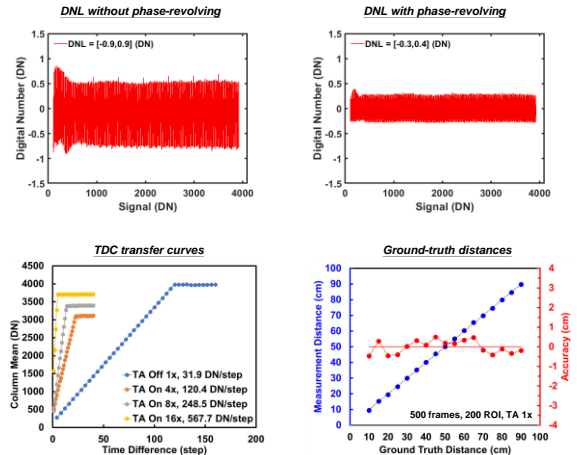 DNL without phase-revolving
DNL = [-0.9,0.9] (DN)
Digital Number (DN)
1.5
1
0.5
0
-0.5
-1
-1.5
0 1000 2000 3000 4000
Signal (DN)
DNL with phase-revolving
DNL = [-0.3,0.4] (DN)
Digital Number (DN)
1.5
1
0.5
0
-0.5
-1
-1.5
0 1000 2000 3000 4000
Signal (DN)
TDC transfer curves
Column Mean (DN)
4500
4000
3500
3000
2500
2000
1500
1000
500
0
TA Off 1x, 31.9 DN/step
TA On 4x, 120.4 DN/step
TA On 8x, 248.5 DN/step
TA On 16x, 567.7 DN/step
0 50 100 150 200
Time Difference (step)
Ground-truth distances
Measurement Distance (cm)
100
90
80
70
60
50
40
30
20
10
0
4
3
2
1
0
-1
-2
-3
-4
Accuracy (cm)
500 frames, 200 ROI, TA 1x
0 10 20 30 40 50 60 70 80 90 100
Ground Truth Distance (cm)